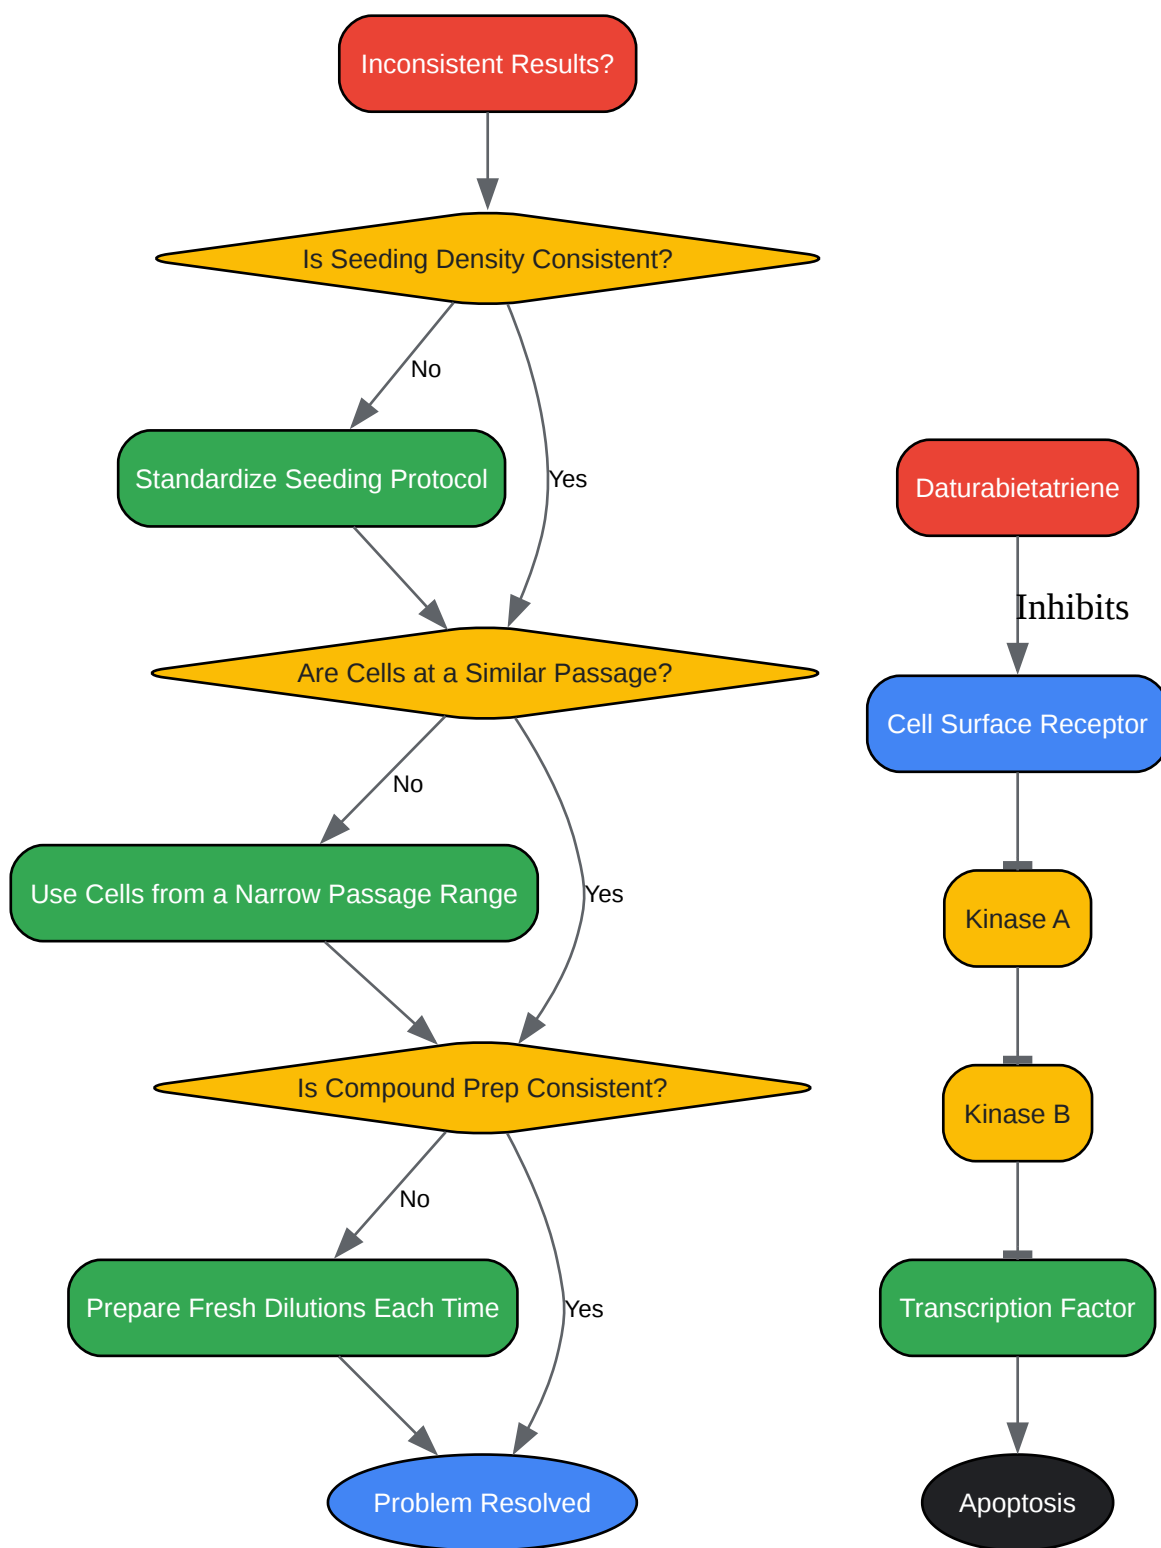 Inconsistent Results?
Is Seeding Density Consistent?
No
Standardize Seeding Protocol
Yes
Are Cells at a Similar Passage?
No
Use Cells from a Narrow Passage Range
Yes
Is Compound Prep Consistent?
No
Prepare Fresh Dilutions Each Time
Yes
Problem Resolved
Daturabietatriene
Inhibits
Cell Surface Receptor
Kinase A
Kinase B
Transcription Factor
Apoptosis